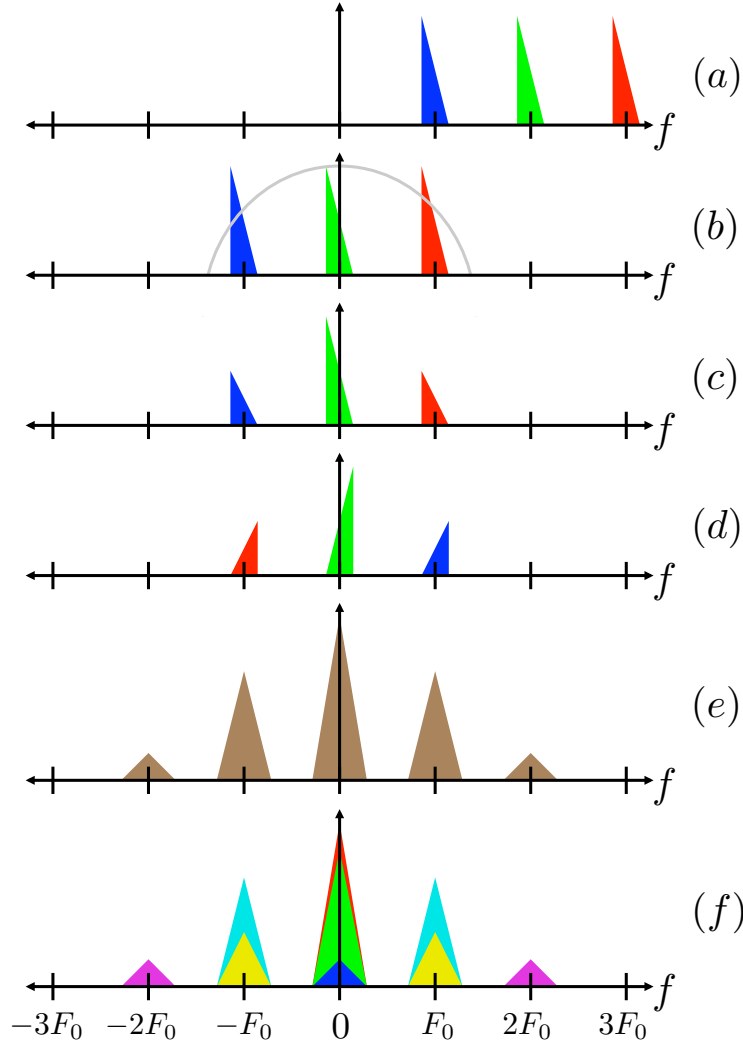 (a)
f
(b)
f
(c)
f
(d)
f
(e)
f
(f)
f
−3F₀ −2F₀ −F₀ 0 F₀ 2F₀ 3F₀